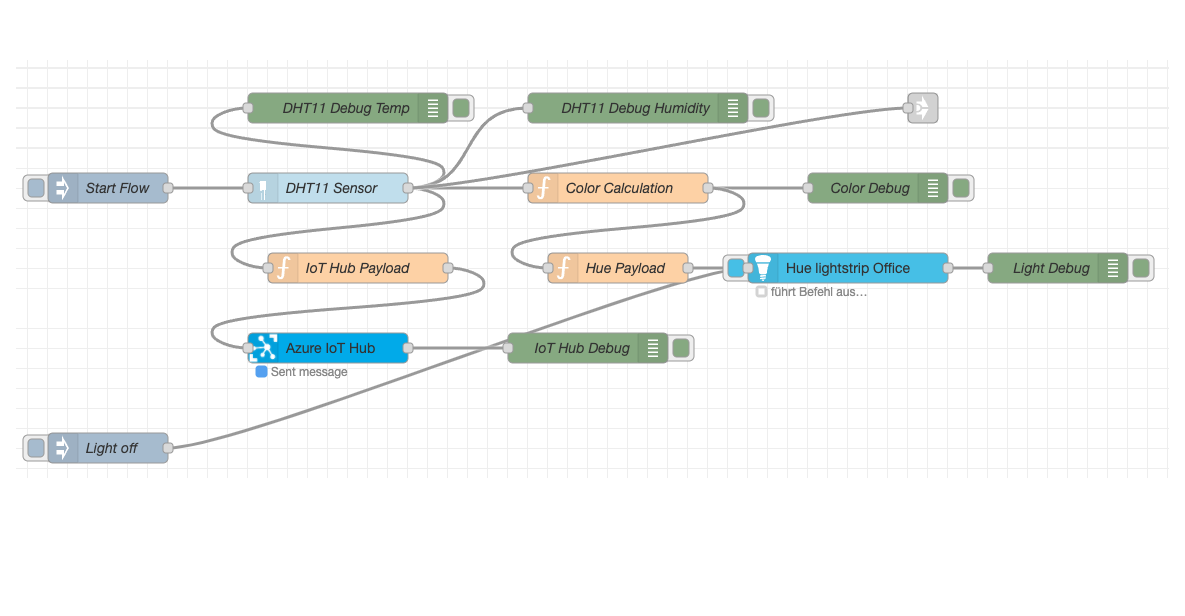 DHT11 Debug Temp
DHT11 Debug Humidity
Start Flow
DHT11 Sensor
Color Calculation
Color Debug
IoT Hub Payload
Hue Payload
Hue lightstrip Office
Light Debug
führt Befehl aus...
Azure IoT Hub
IoT Hub Debug
Sent message
Light off